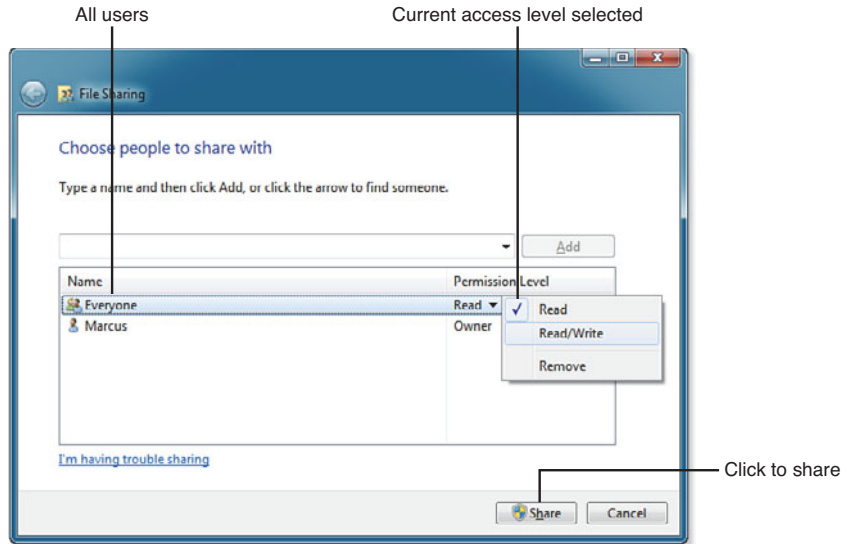 All users
Current access level selected
File Sharing
Choose people to share with
Type a name and then click Add, or click the arrow to find someone.
Add
Name Permission Level
Everyone Read
Marcus Owner
Read
Read/Write
Remove
I'm having trouble sharing
Click to share
Share Cancel